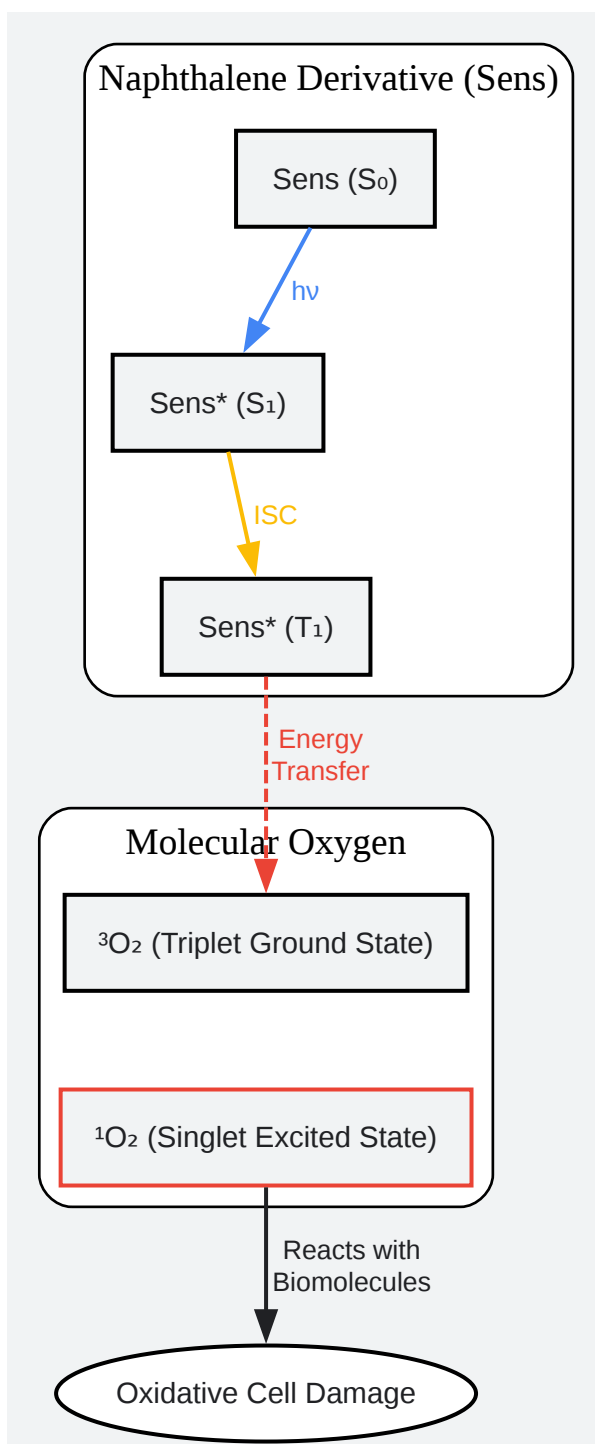 Naphthalene Derivative (Sens)
Sens (S₀)
hν
Sens* (S₁)
ISC
Sens* (T₁)
Energy
Transfer
Molecular Oxygen
³O₂ (Triplet Ground State)
¹O₂ (Singlet Excited State)
Reacts with
Biomolecules
Oxidative Cell Damage